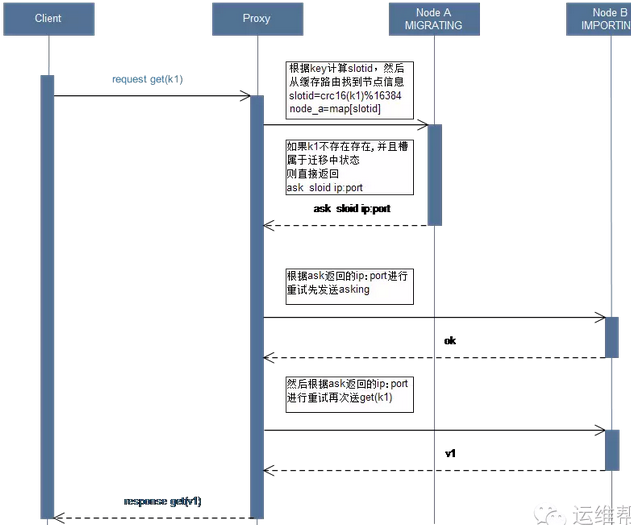 Client
Proxy
Node A
MIGRATING
Node B
IMPORTIN
request get(k1)
根据key计算slotid，然后
从缓存路由找到节点信息
slotid=crc16(k1)%16384
node_a=map[slotid]
如果k1不存在存在,并且槽
属于迁移中状态
则直接返回
ask sloid ip:port
ask sloid ip:port
根据ask返回的ip: port进行
重试先发送asking
ok
然后根据ask返回的ip: port
进行重试再次送get(k1)
v1
response get(v1)
运维帮